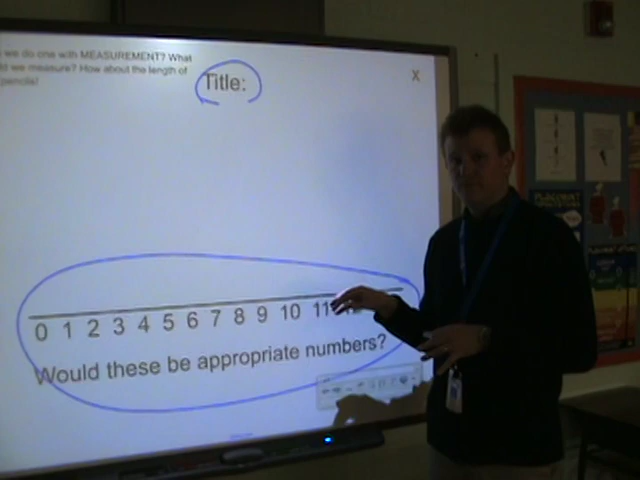 we do one with MEASUREMENT? What
we measure? How about the length of
pencils?
Title:
X
0 1 2 3 4 5 6 7 8 9 10 11
Would these be appropriate numbers?